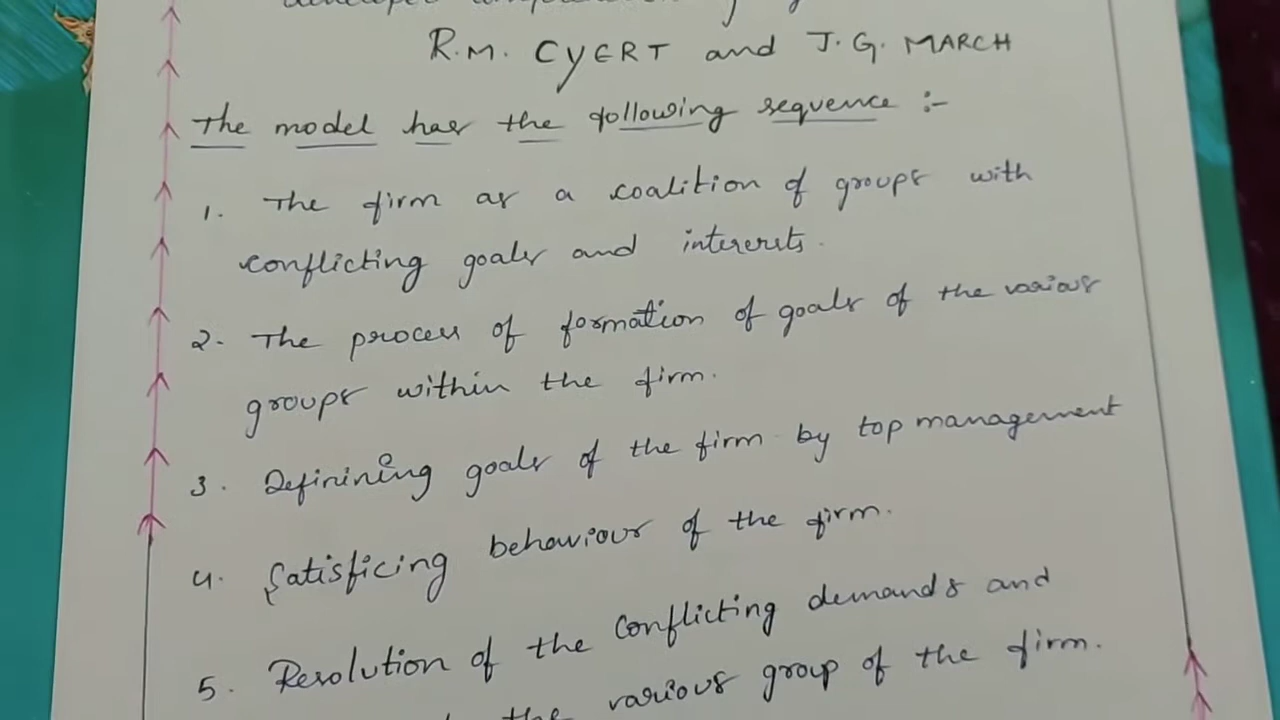 R.M. CYERT and J.G. MARCH
The model has the following sequence :-
1. The firm as a coalition of groups with
conflicting goals and interests.
2. The process of formation of goals of the various
groups within the firm.
3. Definining goals of the firm by top management
4. Satisficing behaviour of the firm.
5. Resolution of the Conflicting demands and
the various group of the firm.